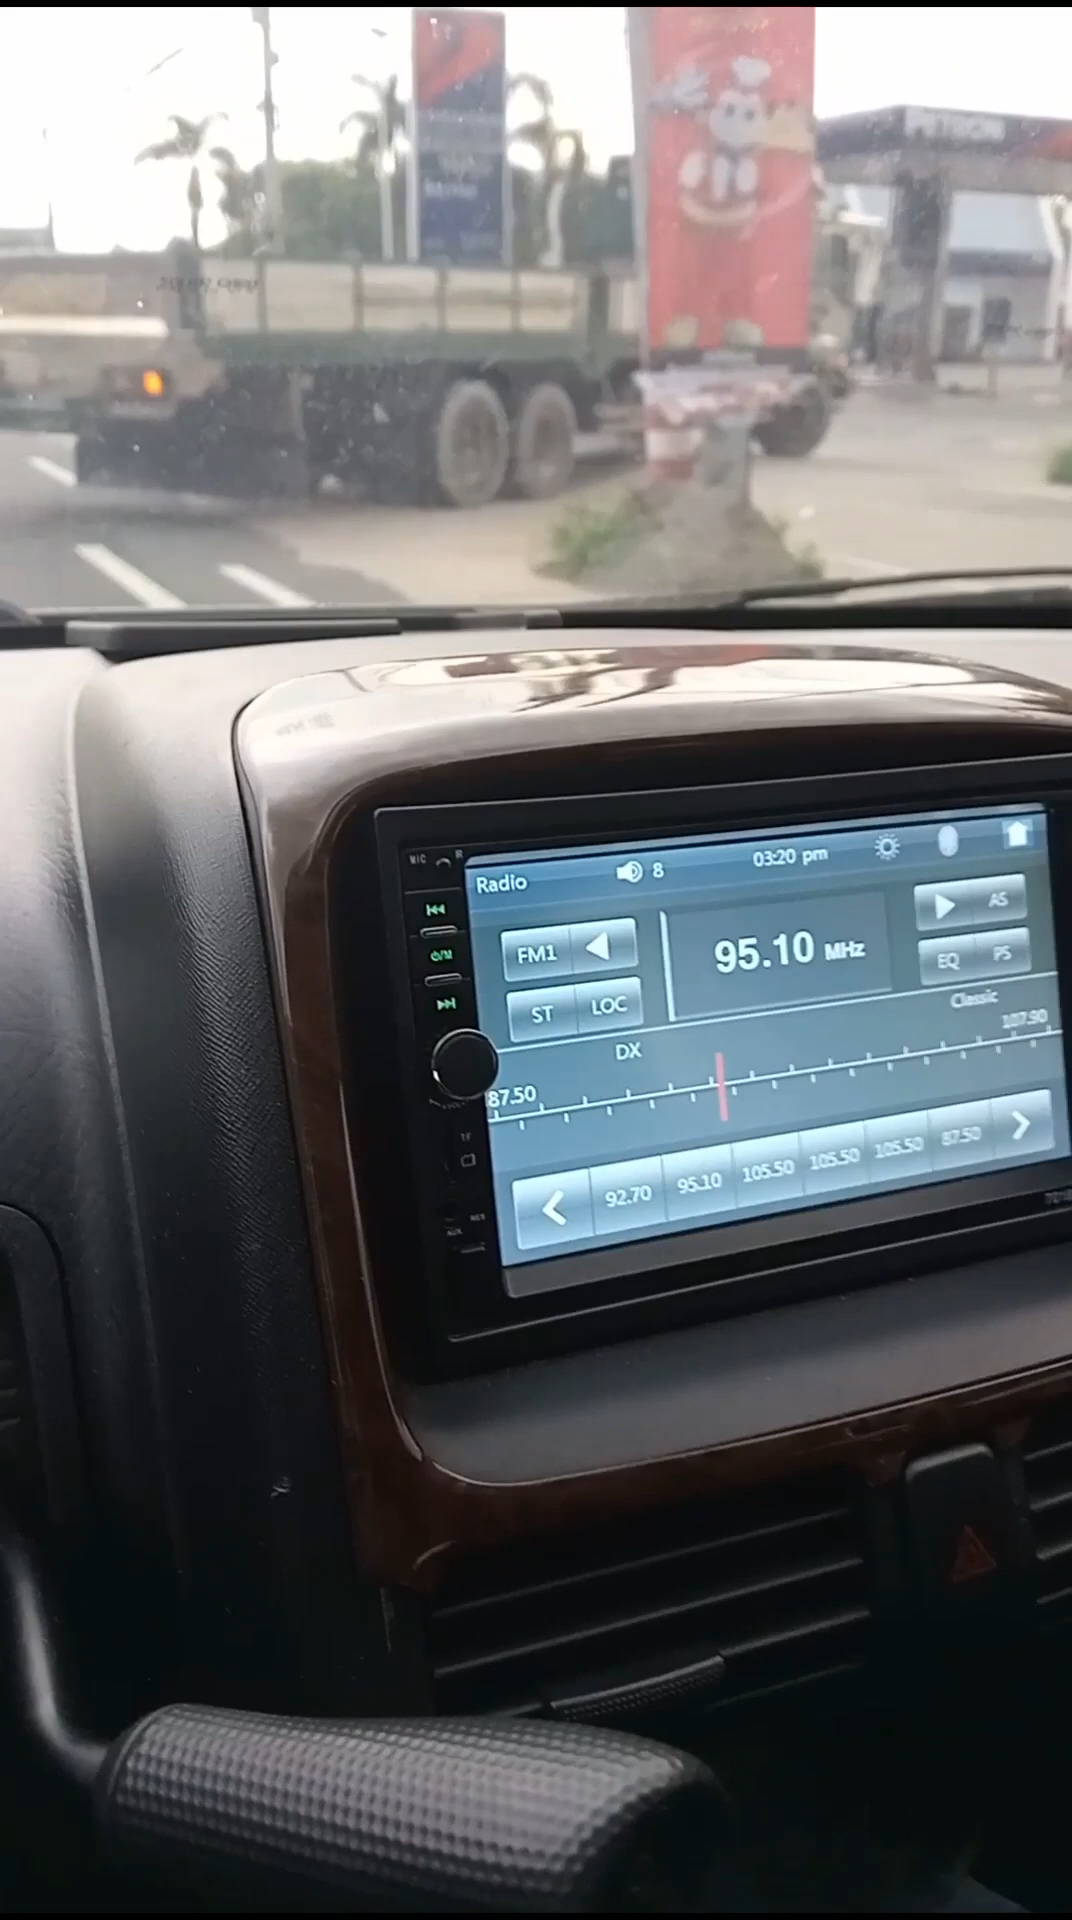 PETRON
MIC
R
Radio
8
03:20 pm
FM1
95.10 MHz
AS
ST
LOC
EQ
PS
Classic
DX
87.50
107.90
TF
92.70
95.10
105.50
105.50
105.50
87.50